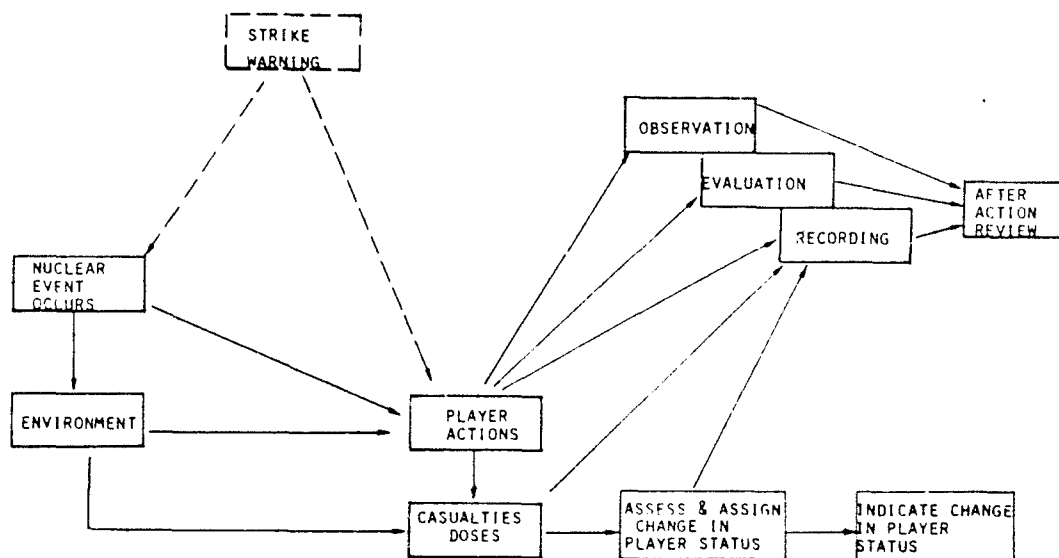 STRIKE
WARNING
OBSERVATION
EVALUATION
RECORDING
AFTER
ACTION
REVIEW
NUCLEAR
EVENT
OCCURS
ENVIRONMENT
PLAYER
ACTIONS
CASUALTIES
DOSES
ASSESS & ASSIGN
CHANGE IN
PLAYER STATUS
INDICATE CHANGE
IN PLAYER
STATUS